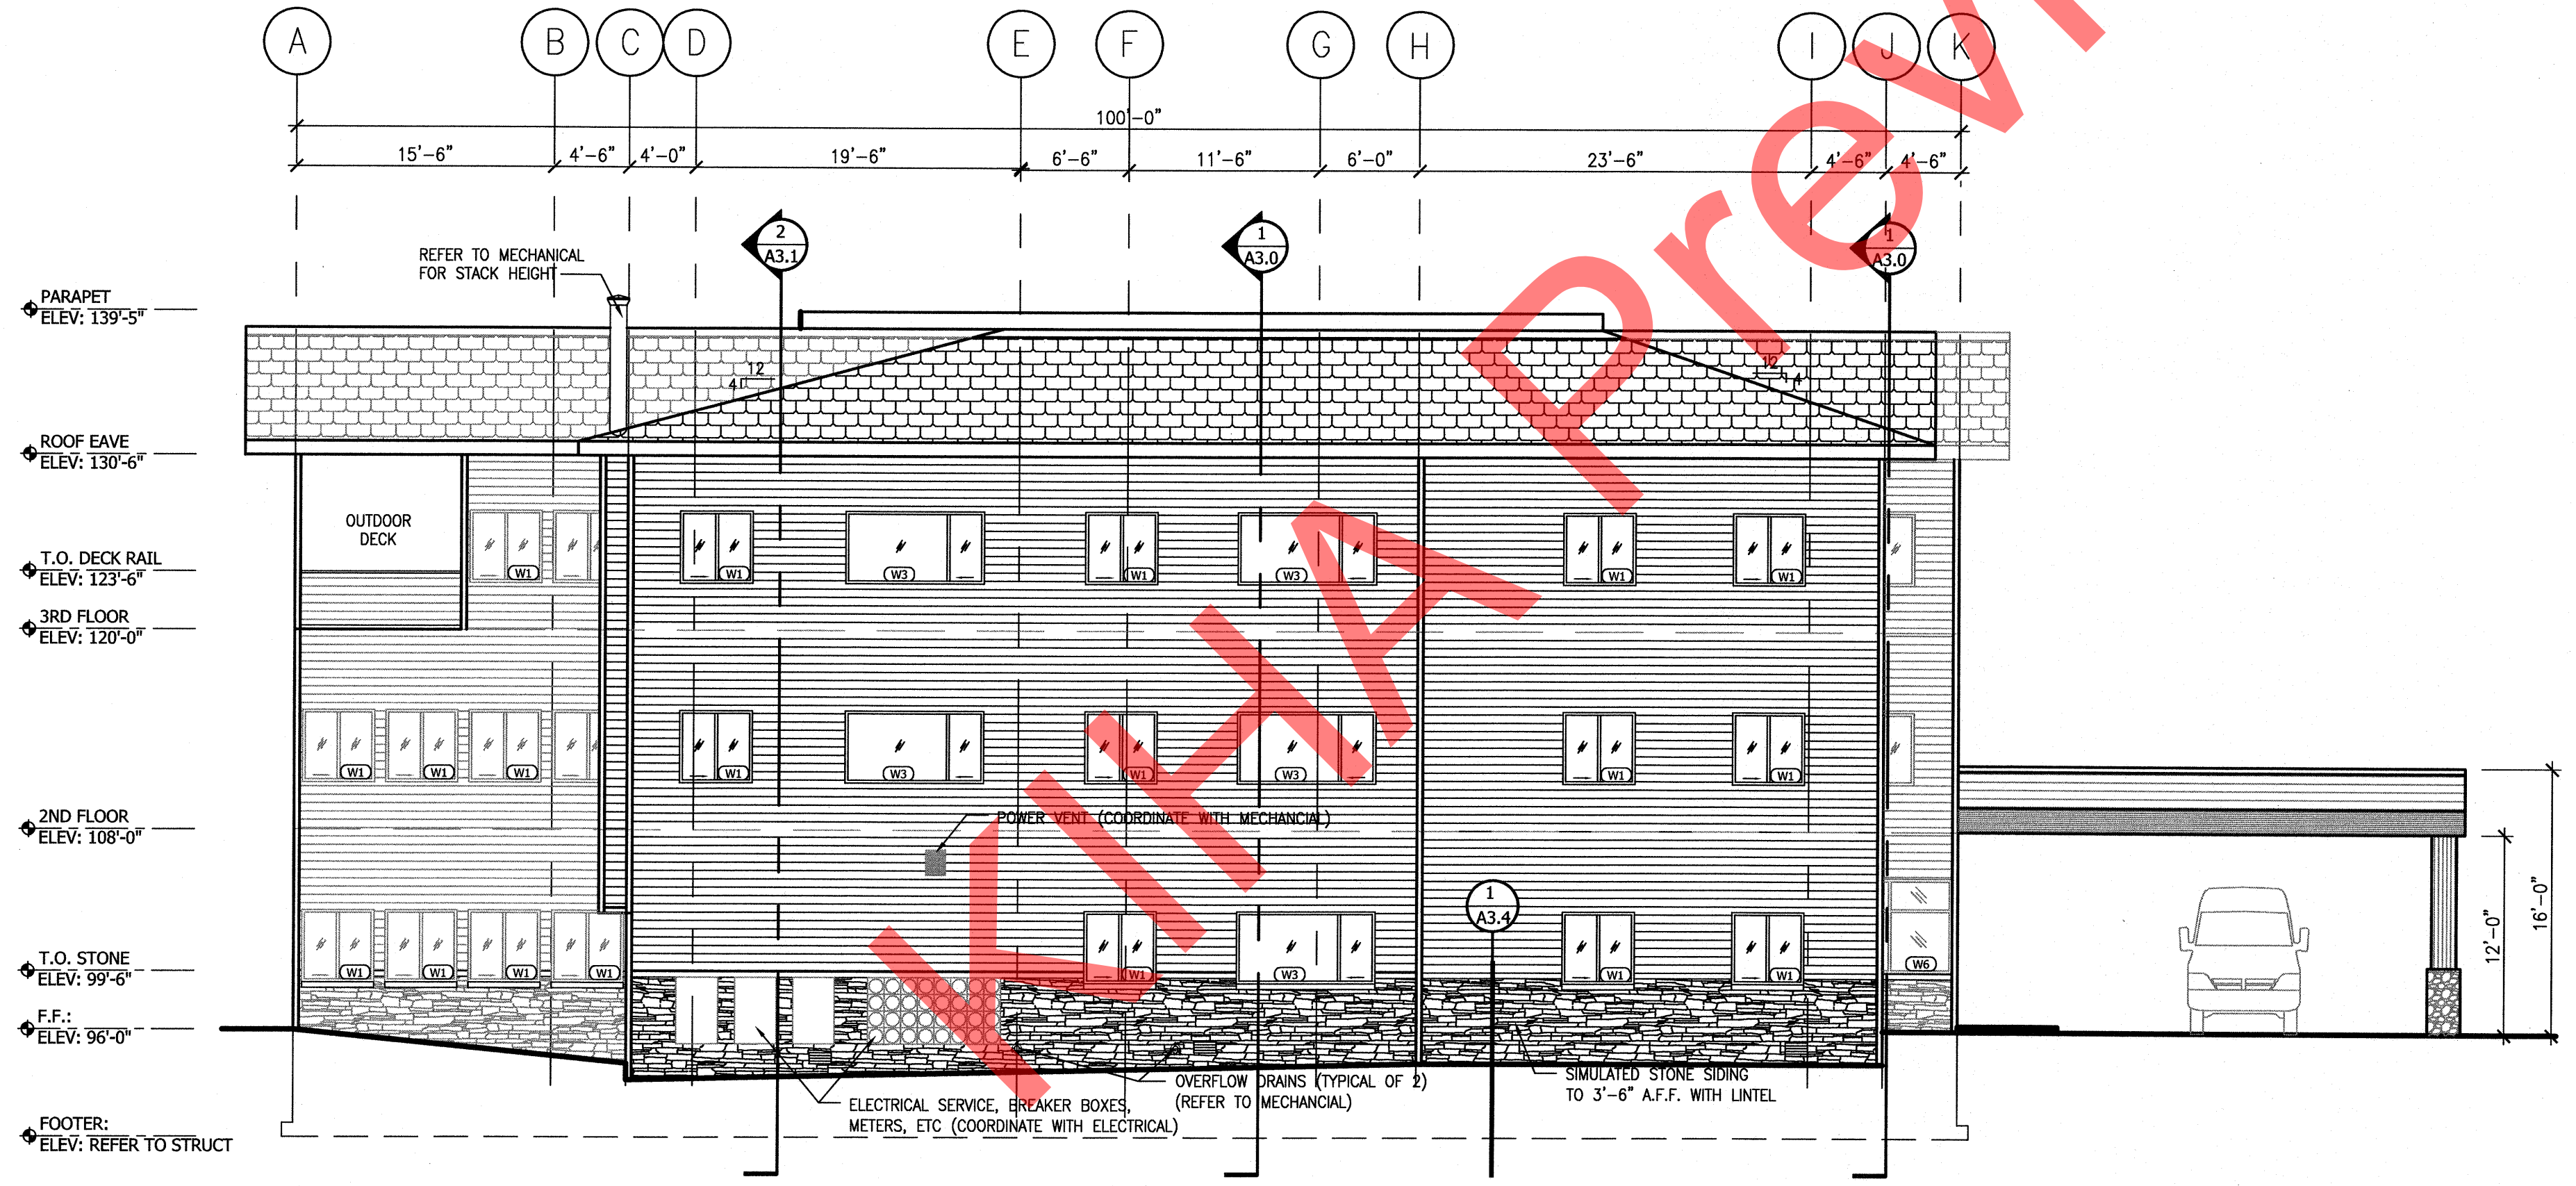 A B C D E F G H I J K
100'-0"
15'-6" 4'-6" 4'-0" 19'-6" 6'-6" 11'-6" 6'-0" 23'-6" 4'-6" 4'-6"
2
A3.1
1
A3.0
1
A3.0
REFER TO MECHANICAL
FOR STACK HEIGHT
PARAPET
ELEV: 139'-5"
12
4
12
4
ROOF EAVE
ELEV: 130'-6"
OUTDOOR
DECK
T.O. DECK RAIL
ELEV: 123'-6"
W1 W1 W3 W1 W3 W1 W1
3RD FLOOR
ELEV: 120'-0"
W1 W1 W1 W1 W3 W1 W3 W1 W1
2ND FLOOR
ELEV: 108'-0"
POWER VENT (COORDINATE WITH MECHANCIAL)
1
A3.4
12'-0"
16'-0"
T.O. STONE
ELEV: 99'-6"
W1 W1 W1 W1 W1 W3 W1 W1 W6
F.F.:
ELEV: 96'-0"
OVERFLOW DRAINS (TYPICAL OF 2)
(REFER TO MECHANCIAL)
SIMULATED STONE SIDING
TO 3'-6" A.F.F. WITH LINTEL
ELECTRICAL SERVICE, BREAKER BOXES,
METERS, ETC (COORDINATE WITH ELECTRICAL)
FOOTER:
ELEV: REFER TO STRUCT
KIHA Prev